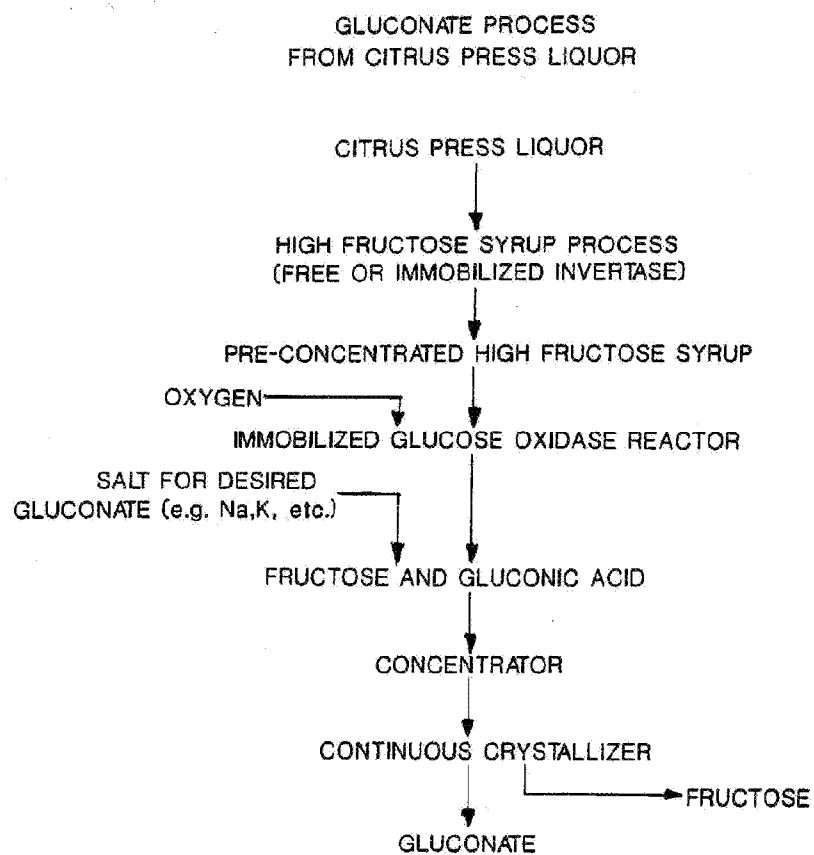 GLUCONATE PROCESS
FROM CITRUS PRESS LIQUOR
CITRUS PRESS LIQUOR
HIGH FRUCTOSE SYRUP PROCESS
(FREE OR IMMOBILIZED INVERTASE)
PRE-CONCENTRATED HIGH FRUCTOSE SYRUP
OXYGEN
IMMOBILIZED GLUCOSE OXIDASE REACTOR
SALT FOR DESIRED
GLUCONATE (e.g. Na,K, etc.)
FRUCTOSE AND GLUCONIC ACID
CONCENTRATOR
CONTINUOUS CRYSTALLIZER
FRUCTOSE
GLUCONATE